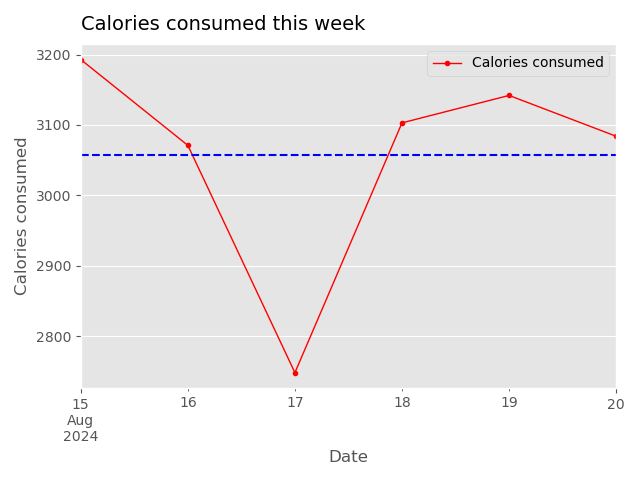 Calories consumed this week
Calories consumed
3200
3100
3000
2900
2800
Calories consumed
15
Aug
2024
16
17
18
19
20
Date